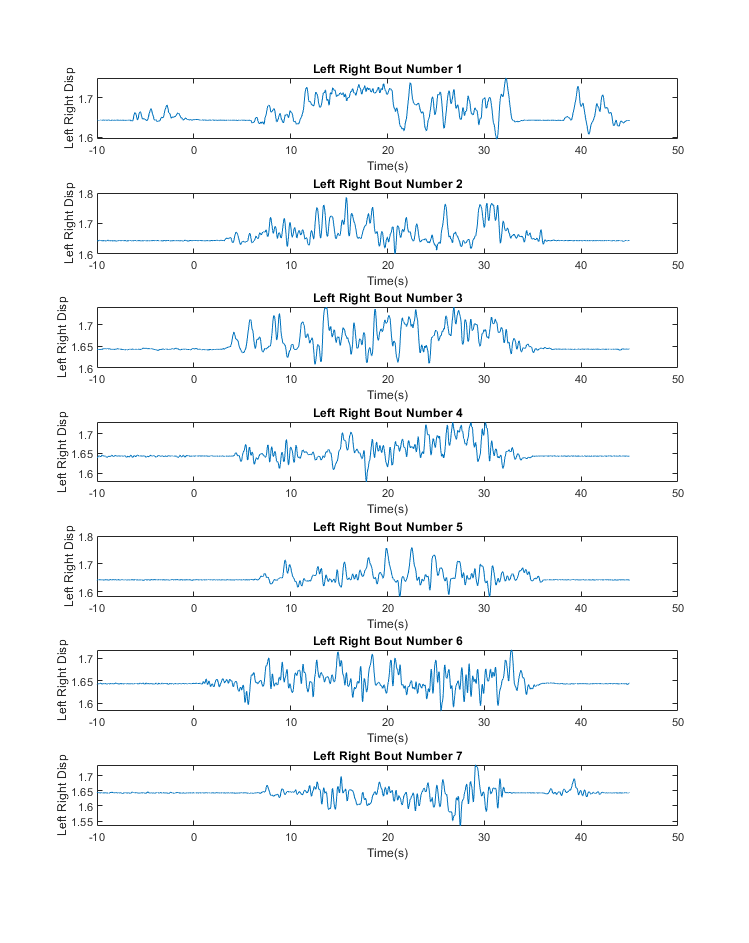 Left Right Bout Number 1
Left Right Disp
1.7
1.6
-10 0 10 20 30 40 50
Time(s)
Left Right Bout Number 2
Left Right Disp
1.8
1.7
1.6
-10 0 10 20 30 40 50
Time(s)
Left Right Bout Number 3
Left Right Disp
1.7
1.65
1.6
-10 0 10 20 30 40 50
Time(s)
Left Right Bout Number 4
Left Right Disp
1.7
1.65
1.6
-10 0 10 20 30 40 50
Time(s)
Left Right Bout Number 5
Left Right Disp
1.8
1.7
1.6
-10 0 10 20 30 40 50
Time(s)
Left Right Bout Number 6
Left Right Disp
1.7
1.65
1.6
-10 0 10 20 30 40 50
Time(s)
Left Right Bout Number 7
Left Right Disp
1.7
1.65
1.6
1.55
-10 0 10 20 30 40 50
Time(s)